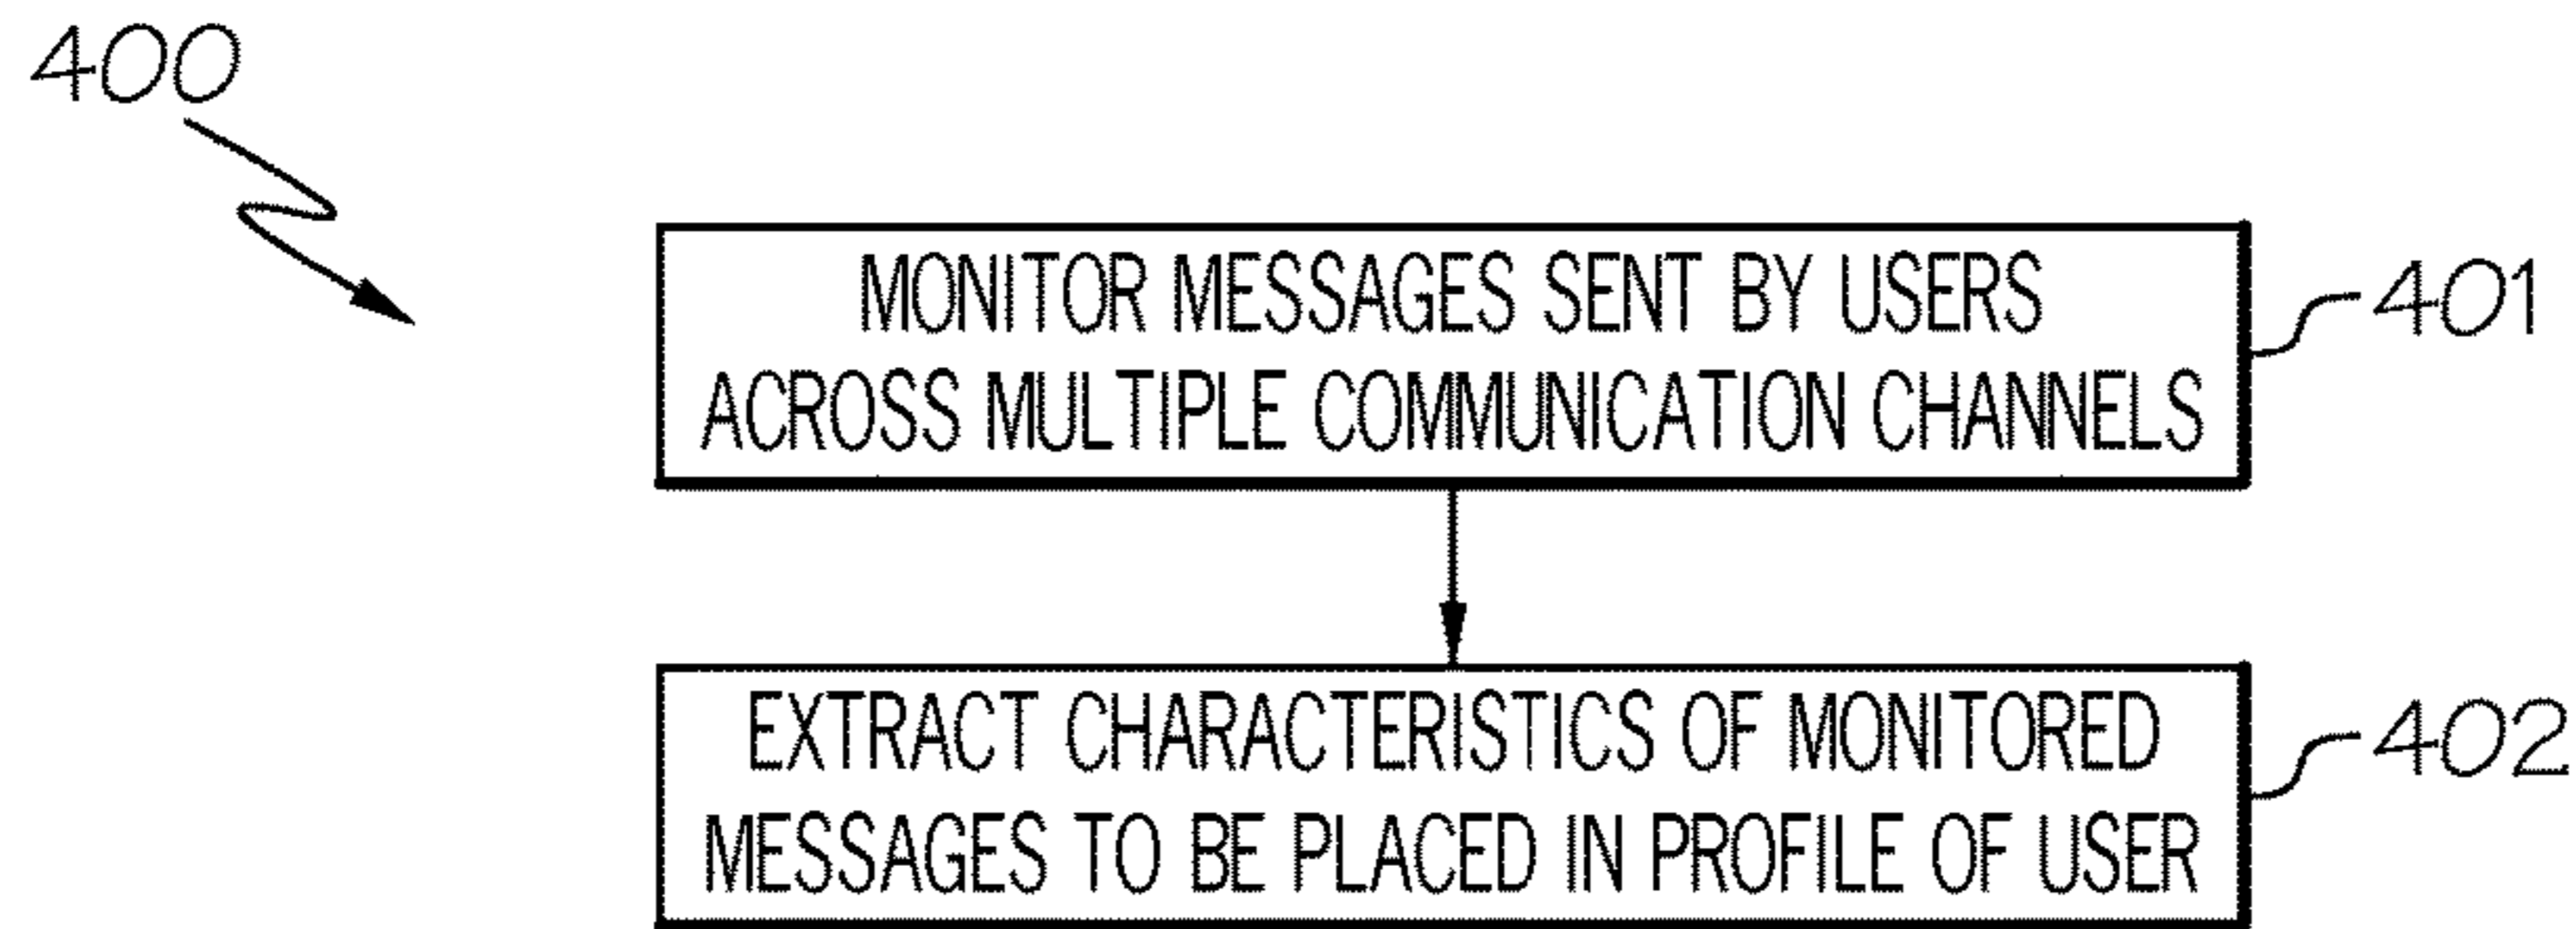 400
MONITOR MESSAGES SENT BY USERS
ACROSS MULTIPLE COMMUNICATION CHANNELS
401
EXTRACT CHARACTERISTICS OF MONITORED
MESSAGES TO BE PLACED IN PROFILE OF USER
402